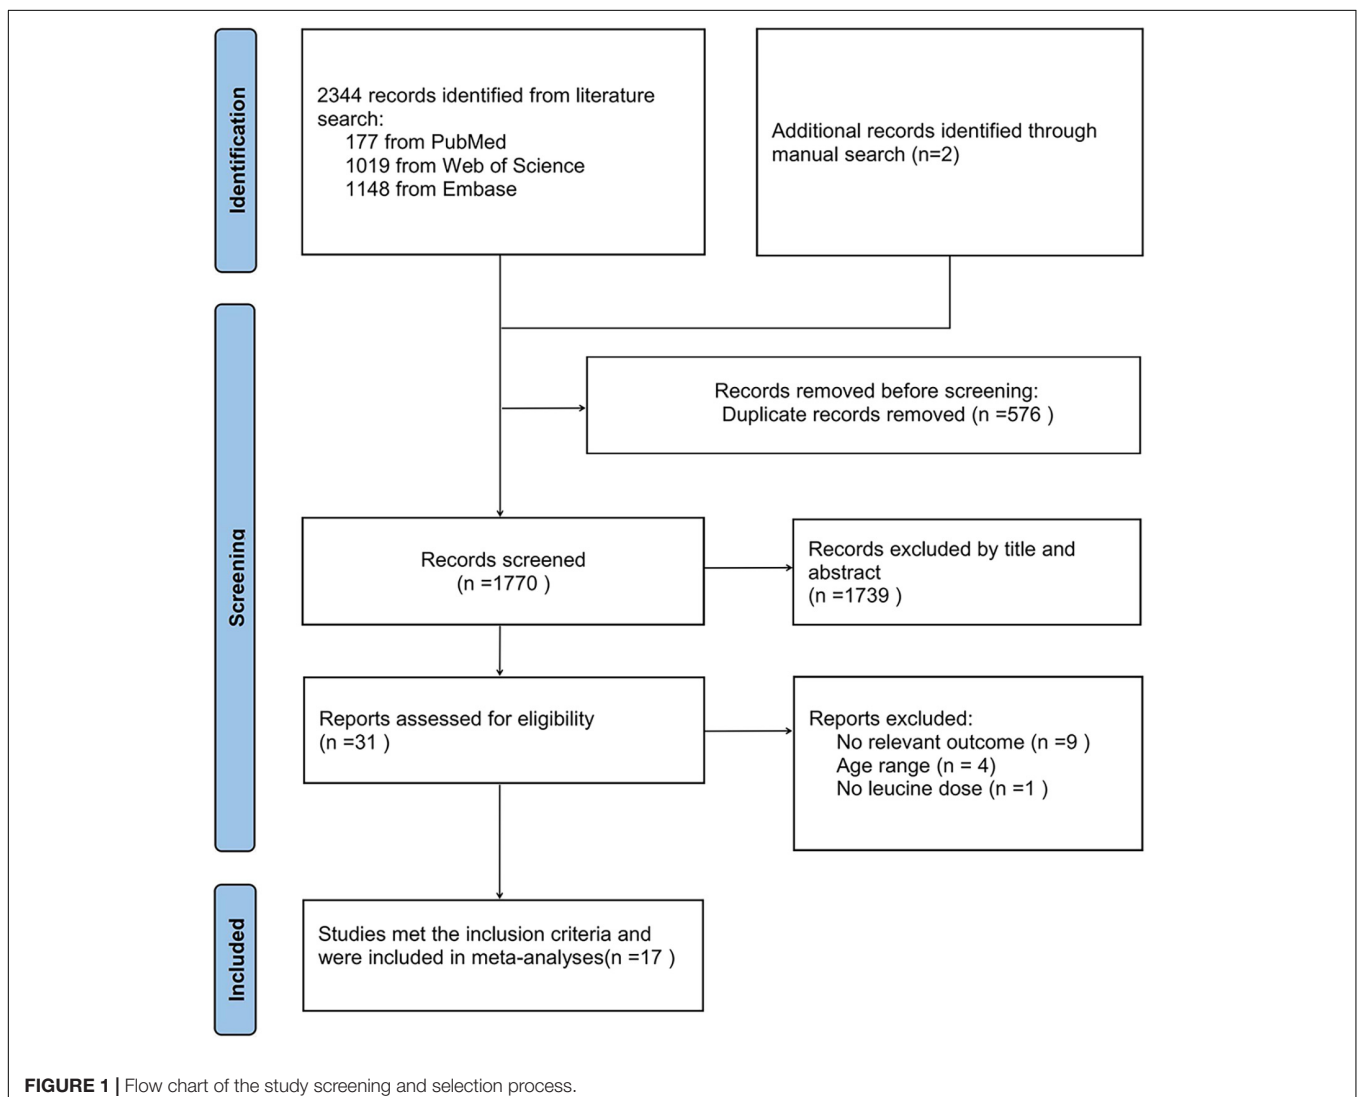 Identification
2344 records identified from literature
search:
177 from PubMed
1019 from Web of Science
1148 from Embase
Additional records identified through
manual search (n=2)
Screening
Records removed before screening:
Duplicate records removed (n =576 )
Records screened
(n =1770 )
Records excluded by title and
abstract
(n =1739 )
Reports assessed for eligibility
(n =31 )
Reports excluded:
No relevant outcome (n =9 )
Age range (n = 4)
No leucine dose (n =1 )
Included
Studies met the inclusion criteria and
were included in meta-analyses(n =17 )
FIGURE 1 | Flow chart of the study screening and selection process.